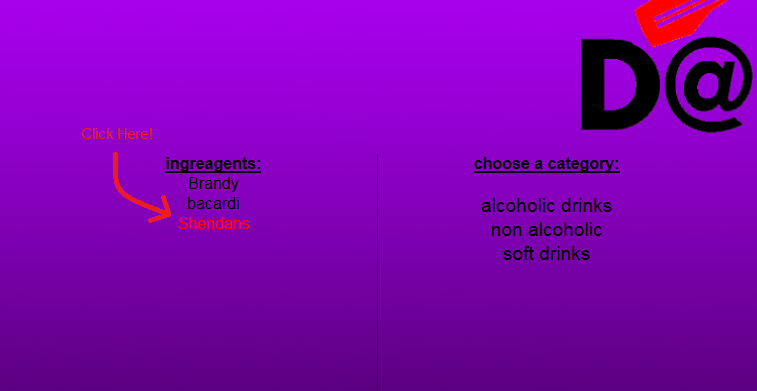 D@
Click Here!
ingreagents:
Brandy
bacardi
Sheridans
choose a category:
alcoholic drinks
non alcoholic
soft drinks